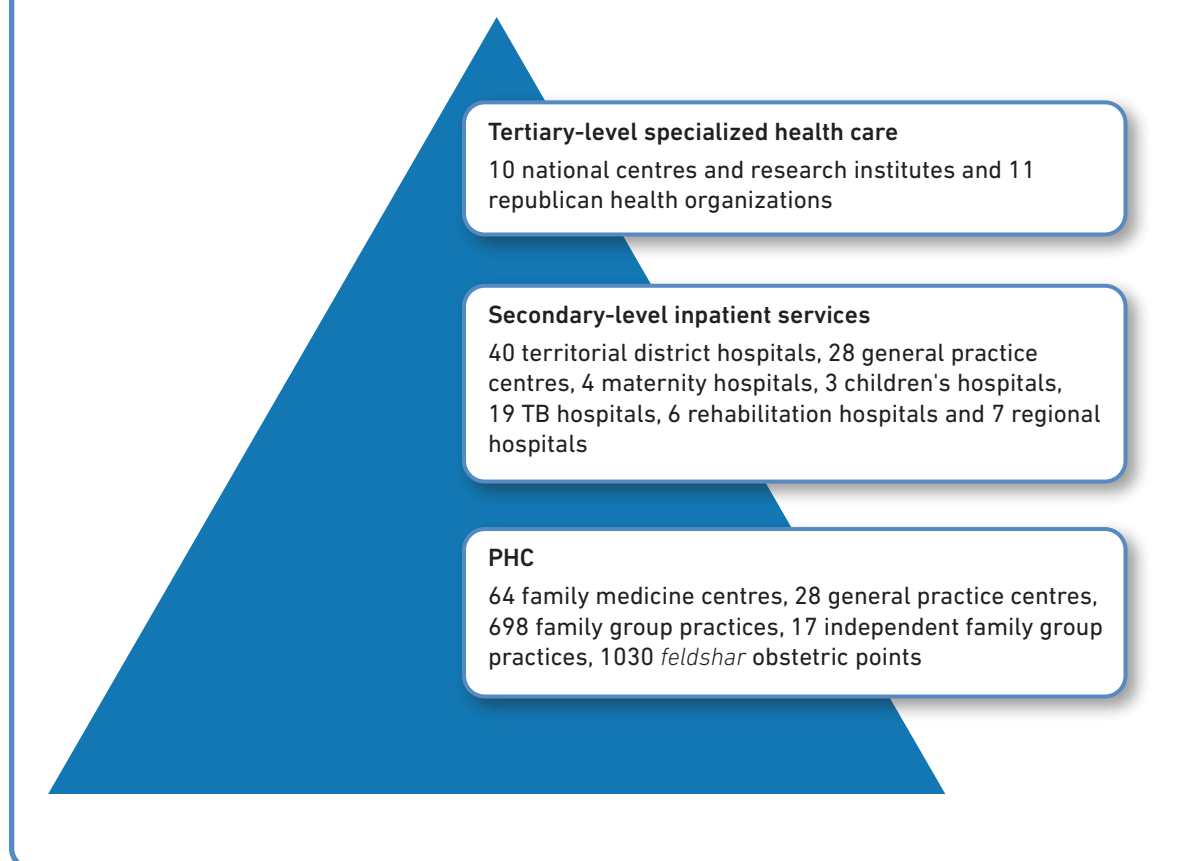 Tertiary-level specialized health care
10 national centres and research institutes and 11
republican health organizations
Secondary-level inpatient services
40 territorial district hospitals, 28 general practice
centres, 4 maternity hospitals, 3 children's hospitals,
19 TB hospitals, 6 rehabilitation hospitals and 7 regional
hospitals
PHC
64 family medicine centres, 28 general practice centres,
698 family group practices, 17 independent family group
practices, 1030 feldshar obstetric points